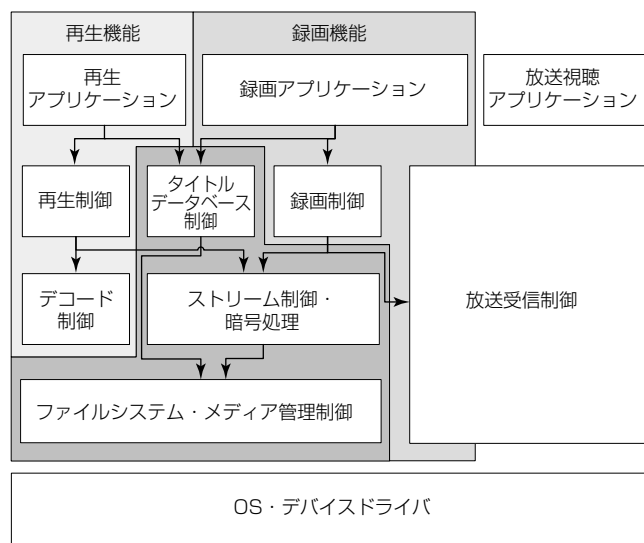 再生機能
録画機能
再生
アプリケーション
録画アプリケーション
放送視聴
アプリケーション
再生制御
タイトル
データベース
制御
録画制御
デコード
制御
ストリーム制御・
暗号処理
放送受信制御
ファイルシステム・メディア管理制御
OS・デバイスドライバ